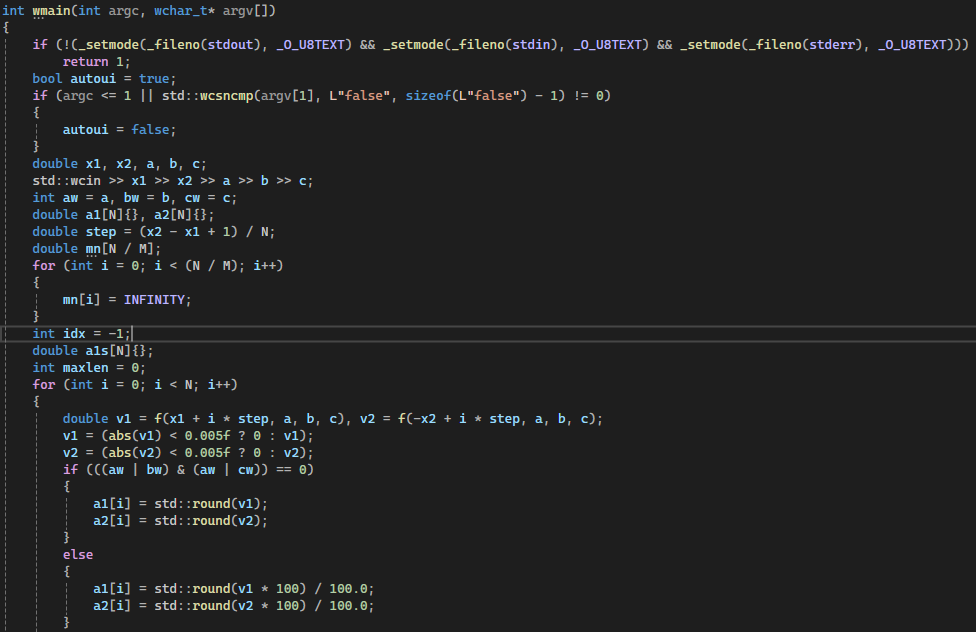 int wmain(int argc, wchar_t* argv[])
{
    if (!(_setmode(_fileno(stdout), _O_U8TEXT) && _setmode(_fileno(stdin), _O_U8TEXT) && _setmode(_fileno(stderr), _O_U8TEXT)))
        return 1;
    bool autoui = true;
    if (argc <= 1 || std::wcsncmp(argv[1], L"false", sizeof(L"false") - 1) != 0)
    {
        autoui = false;
    }
    double x1, x2, a, b, c;
    std::wcin >> x1 >> x2 >> a >> b >> c;
    int aw = a, bw = b, cw = c;
    double a1[N]{}, a2[N]{};
    double step = (x2 - x1 + 1) / N;
    double mn[N / M];
    for (int i = 0; i < (N / M); i++)
    {
        mn[i] = INFINITY;
    }
    int idx = -1;
    double a1s[N]{};
    int maxlen = 0;
    for (int i = 0; i < N; i++)
    {
        double v1 = f(x1 + i * step, a, b, c), v2 = f(-x2 + i * step, a, b, c);
        v1 = (abs(v1) < 0.005f ? 0 : v1);
        v2 = (abs(v2) < 0.005f ? 0 : v2);
        if (((aw | bw) & (aw | cw)) == 0)
        {
            a1[i] = std::round(v1);
            a2[i] = std::round(v2);
        }
        else
        {
            a1[i] = std::round(v1 * 100) / 100.0;
            a2[i] = std::round(v2 * 100) / 100.0;
        }